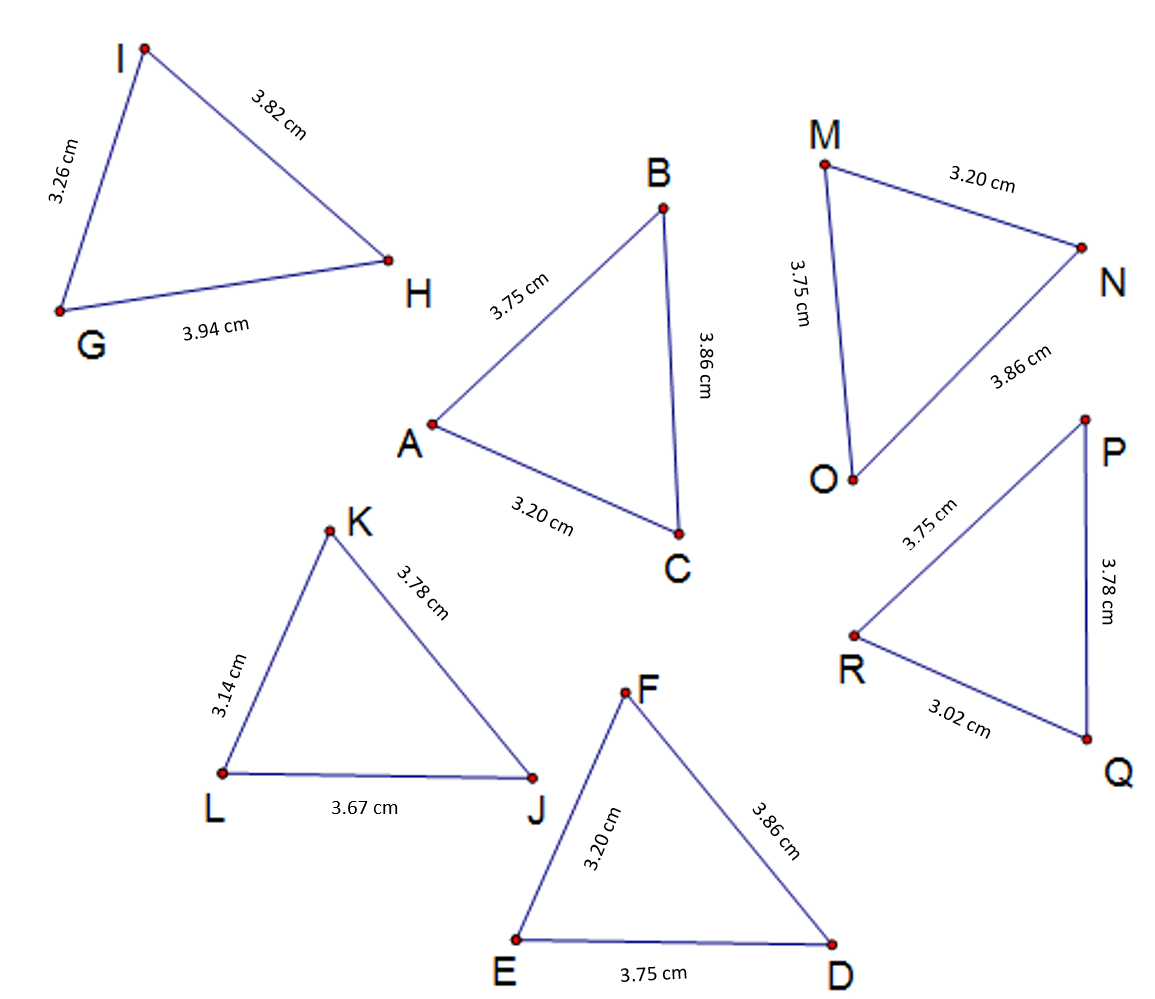 I
3.82 cm
3.26 cm
H
G
3.94 cm
B
3.75 cm
3.86 cm
A
3.20 cm
C
M
3.20 cm
N
3.75 cm
3.86 cm
O
P
3.75 cm
3.78 cm
R
3.02 cm
Q
K
3.78 cm
3.14 cm
L
3.67 cm
J
F
3.20 cm
3.86 cm
E
3.75 cm
D